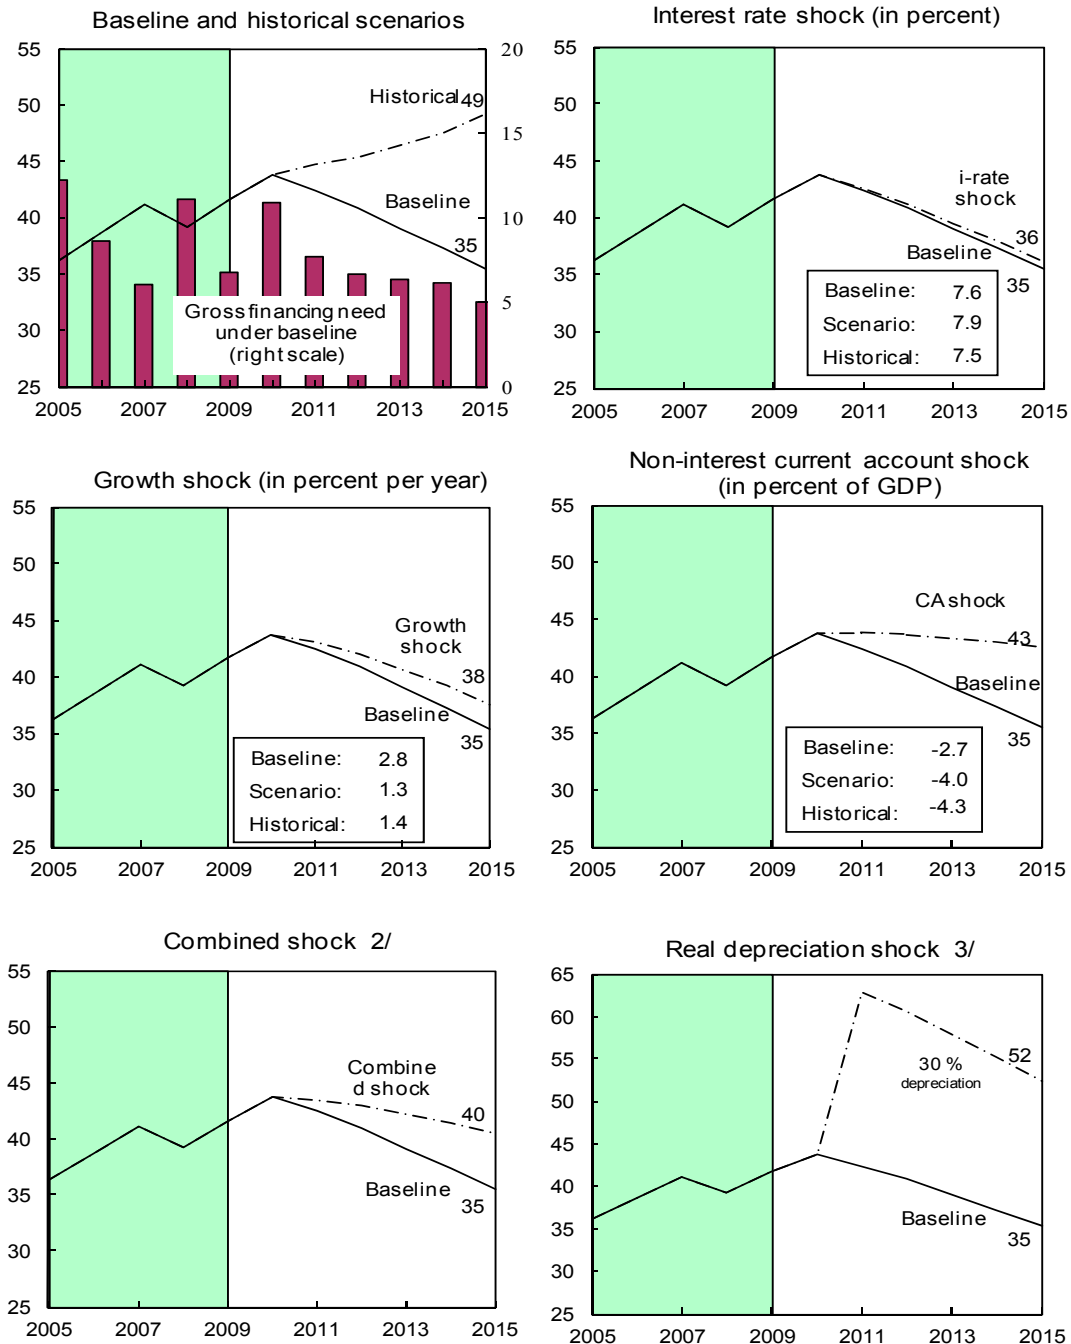 Baseline and historical scenarios
55
50
45
40
35
30
25
20
15
10
5
0
Historical
49
Baseline
35
Gross financing need
under baseline
(right scale)
2005 2007 2009 2011 2013 2015
Interest rate shock (in percent)
55
50
45
40
35
30
25
i-rate
shock
36
Baseline
35
Baseline: 7.6
Scenario: 7.9
Historical: 7.5
2005 2007 2009 2011 2013 2015
Growth shock (in percent per year)
55
50
45
40
35
30
25
Growth
shock
38
Baseline
35
Baseline: 2.8
Scenario: 1.3
Historical: 1.4
2005 2007 2009 2011 2013 2015
Non-interest current account shock
(in percent of GDP)
55
50
45
40
35
30
25
CA shock
43
Baseline
35
Baseline: -2.7
Scenario: -4.0
Historical: -4.3
2005 2007 2009 2011 2013 2015
Combined shock 2/
55
50
45
40
35
30
25
Combine
d shock
40
Baseline
35
2005 2007 2009 2011 2013 2015
Real depreciation shock 3/
65
60
55
50
45
40
35
30
25
30 %
depreciation
52
Baseline
35
2005 2007 2009 2011 2013 2015